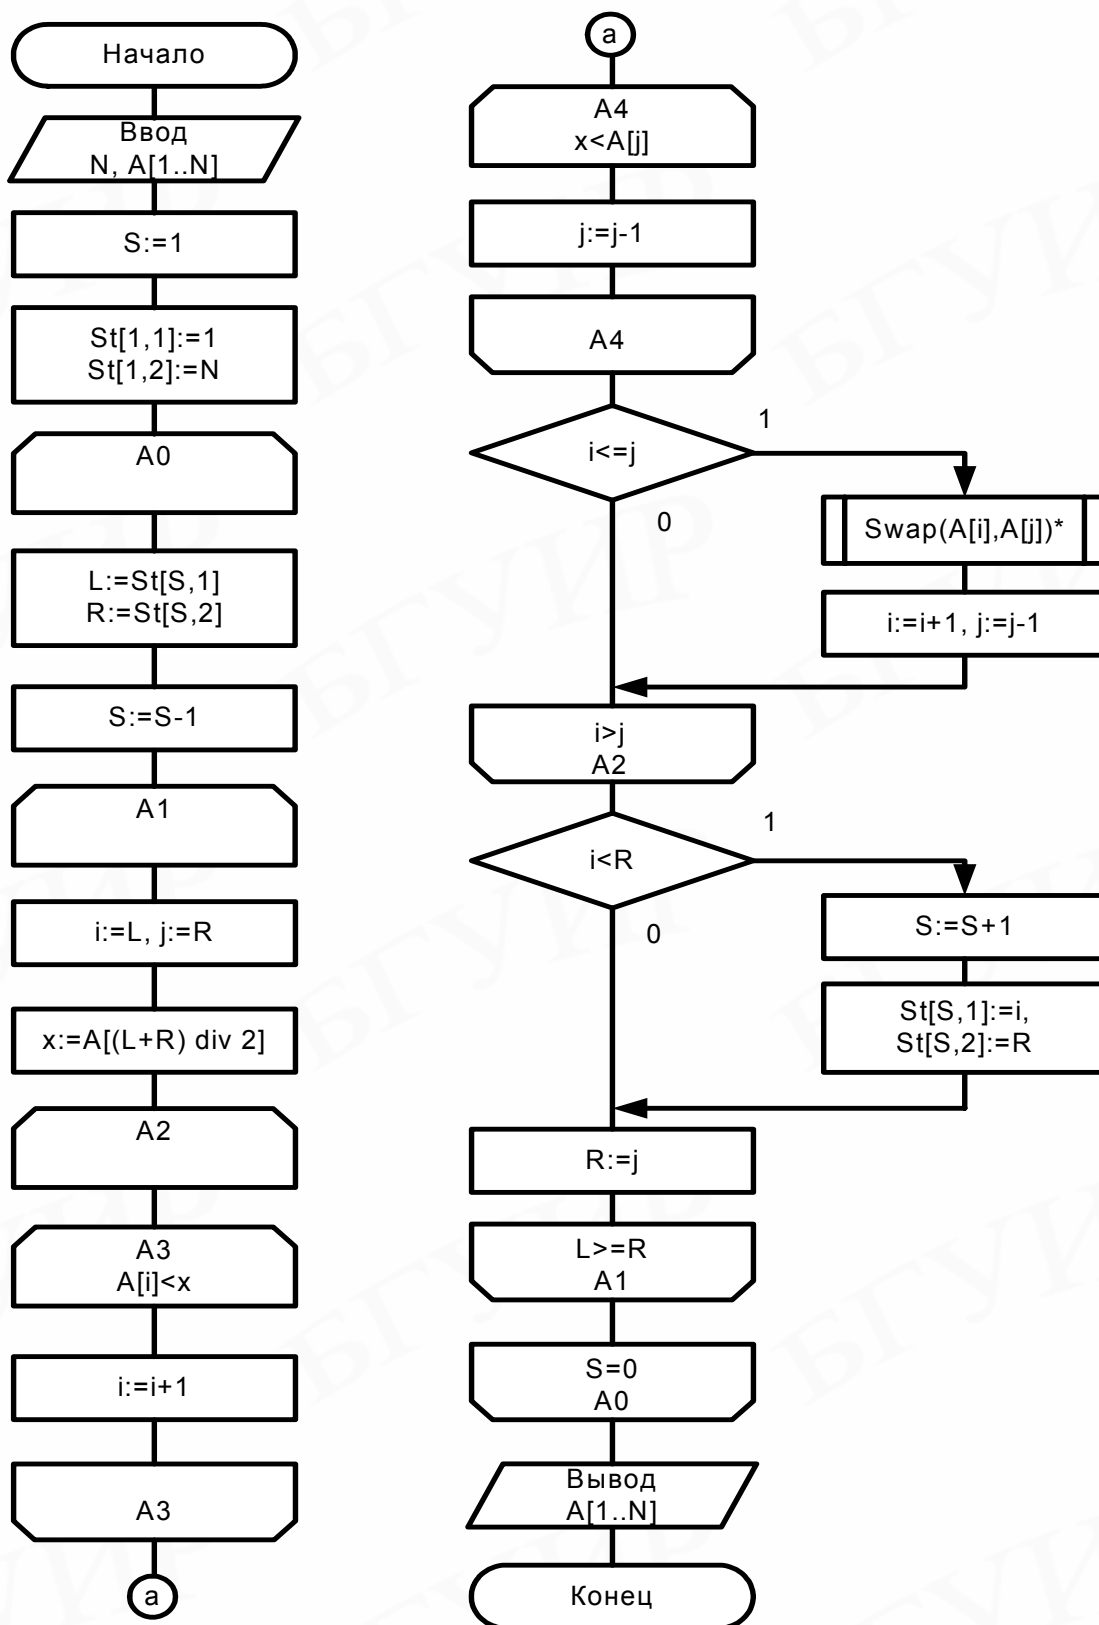 Начало
Ввод
N, A[1..N]
S:=1
St[1,1]:=1
St[1,2]:=N
A0
L:=St[S,1]
R:=St[S,2]
S:=S-1
A1
i:=L, j:=R
x:=A[(L+R) div 2]
A2
A3
A[i]<x
i:=i+1
A3
a
a
A4
x<A[j]
j:=j-1
A4
i<=j
1
0
Swap(A[i],A[j])*
i:=i+1, j:=j-1
i>j
A2
i<R
1
0
S:=S+1
St[S,1]:=i,
St[S,2]:=R
R:=j
L>=R
A1
S=0
A0
Вывод
A[1..N]
Конец
БГУИР